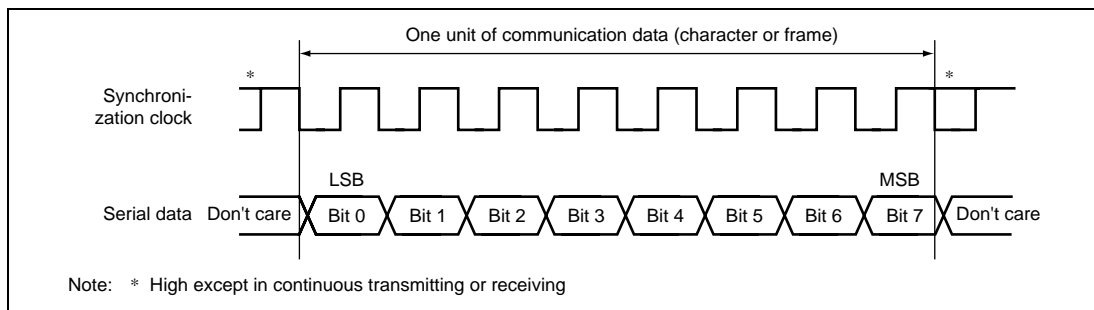 One unit of communication data (character or frame)
* *
Synchroni-
zation clock
LSB MSB
Serial data Don't care Bit 0 Bit 1 Bit 2 Bit 3 Bit 4 Bit 5 Bit 6 Bit 7 Don't care
Note: * High except in continuous transmitting or receiving